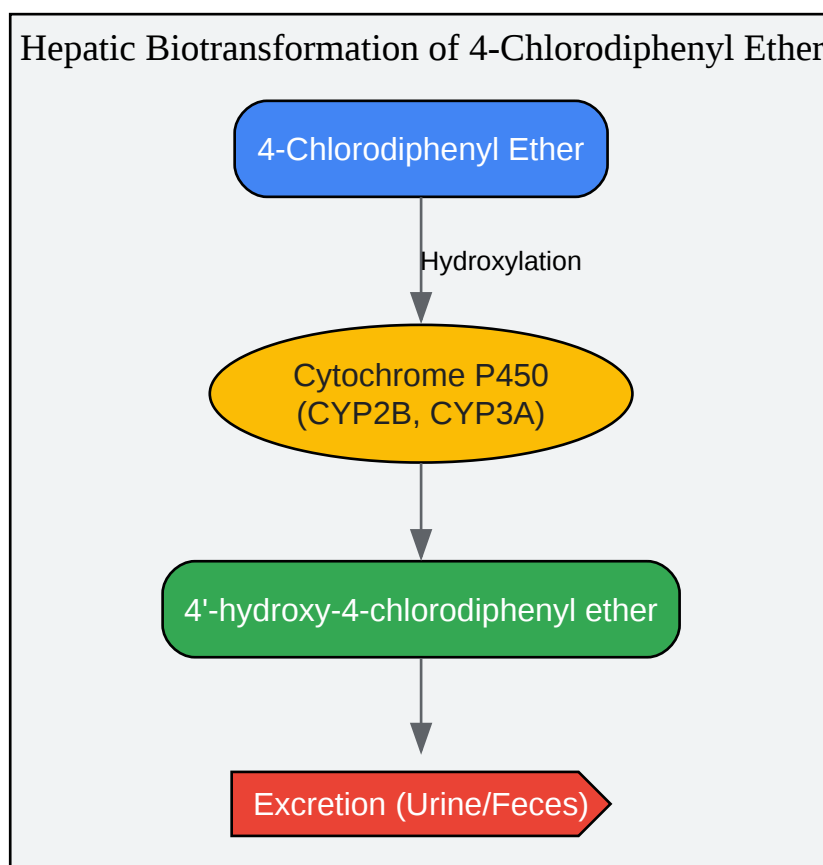 Hepatic Biotransformation of 4-Chlorodiphenyl Ether
4-Chlorodiphenyl Ether
Hydroxylation
Cytochrome P450
(CYP2B, CYP3A)
4'-hydroxy-4-chlorodiphenyl ether
Excretion (Urine/Feces)